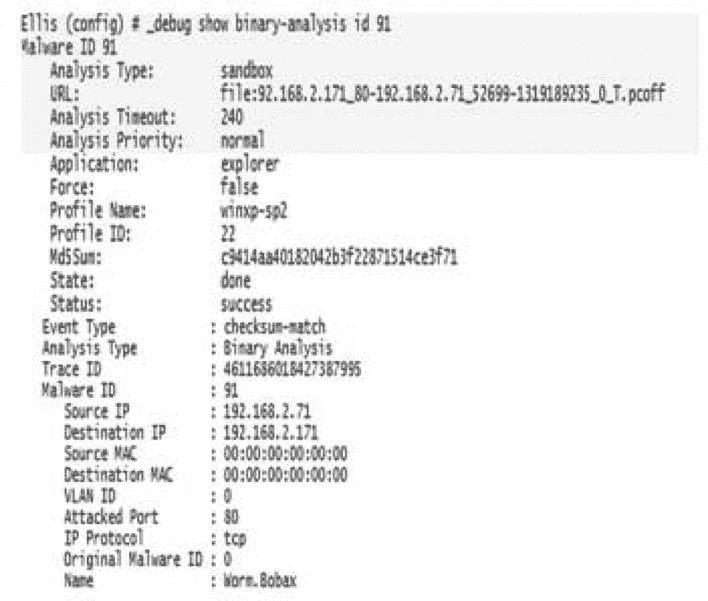 Ellis (config) # _debug show binary-analysis id 91
Malware ID 91
Analysis Type: sandbox
URL: file:92.168.2.171_80-192.168.2.71_52699-1319189235_0_T.pcoff
Analysis Timeout: 240
Analysis Priority: normal
Application: explorer
Force: false
Profile Name: winxp-sp2
Profile ID: 22
Md5Sum: c9414aa40182042b3f22871514ce3f71
State: done
Status: success
Event Type : checksum-match
Analysis Type : Binary Analysis
Trace ID : 4611686018427387995
Malware ID : 91
Source IP : 192.168.2.71
Destination IP : 192.168.2.171
Source MAC : 00:00:00:00:00:00
Destination MAC : 00:00:00:00:00:00
VLAN ID : 0
Attacked Port : 80
IP Protocol : tcp
Original Malware ID : 0
Name : Worm.Bobax